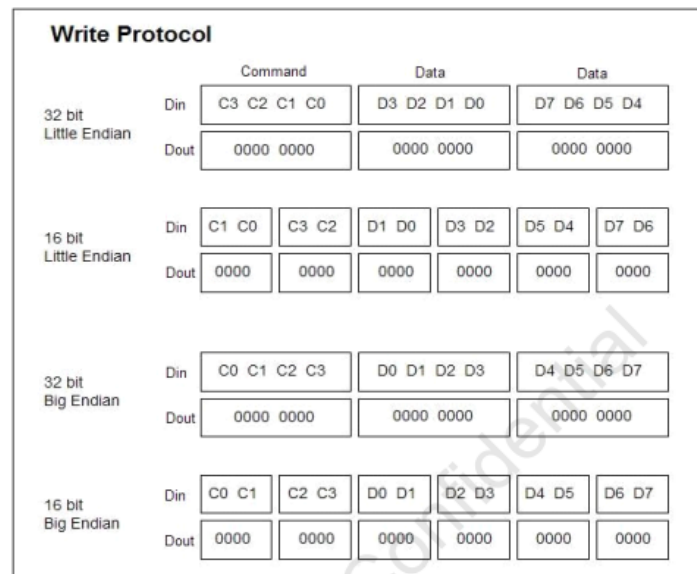 Write Protocol
Command Data Data
32 bit
Little Endian
Din C3 C2 C1 C0 D3 D2 D1 D0 D7 D6 D5 D4
Dout 0000 0000 0000 0000 0000 0000
16 bit
Little Endian
Din C1 C0 C3 C2 D1 D0 D3 D2 D5 D4 D7 D6
Dout 0000 0000 0000 0000 0000 0000
32 bit
Big Endian
Din C0 C1 C2 C3 D0 D1 D2 D3 D4 D5 D6 D7
Dout 0000 0000 0000 0000 0000 0000
16 bit
Big Endian
Din C0 C1 C2 C3 D0 D1 D2 D3 D4 D5 D6 D7
Dout 0000 0000 0000 0000 0000 0000
Confidential